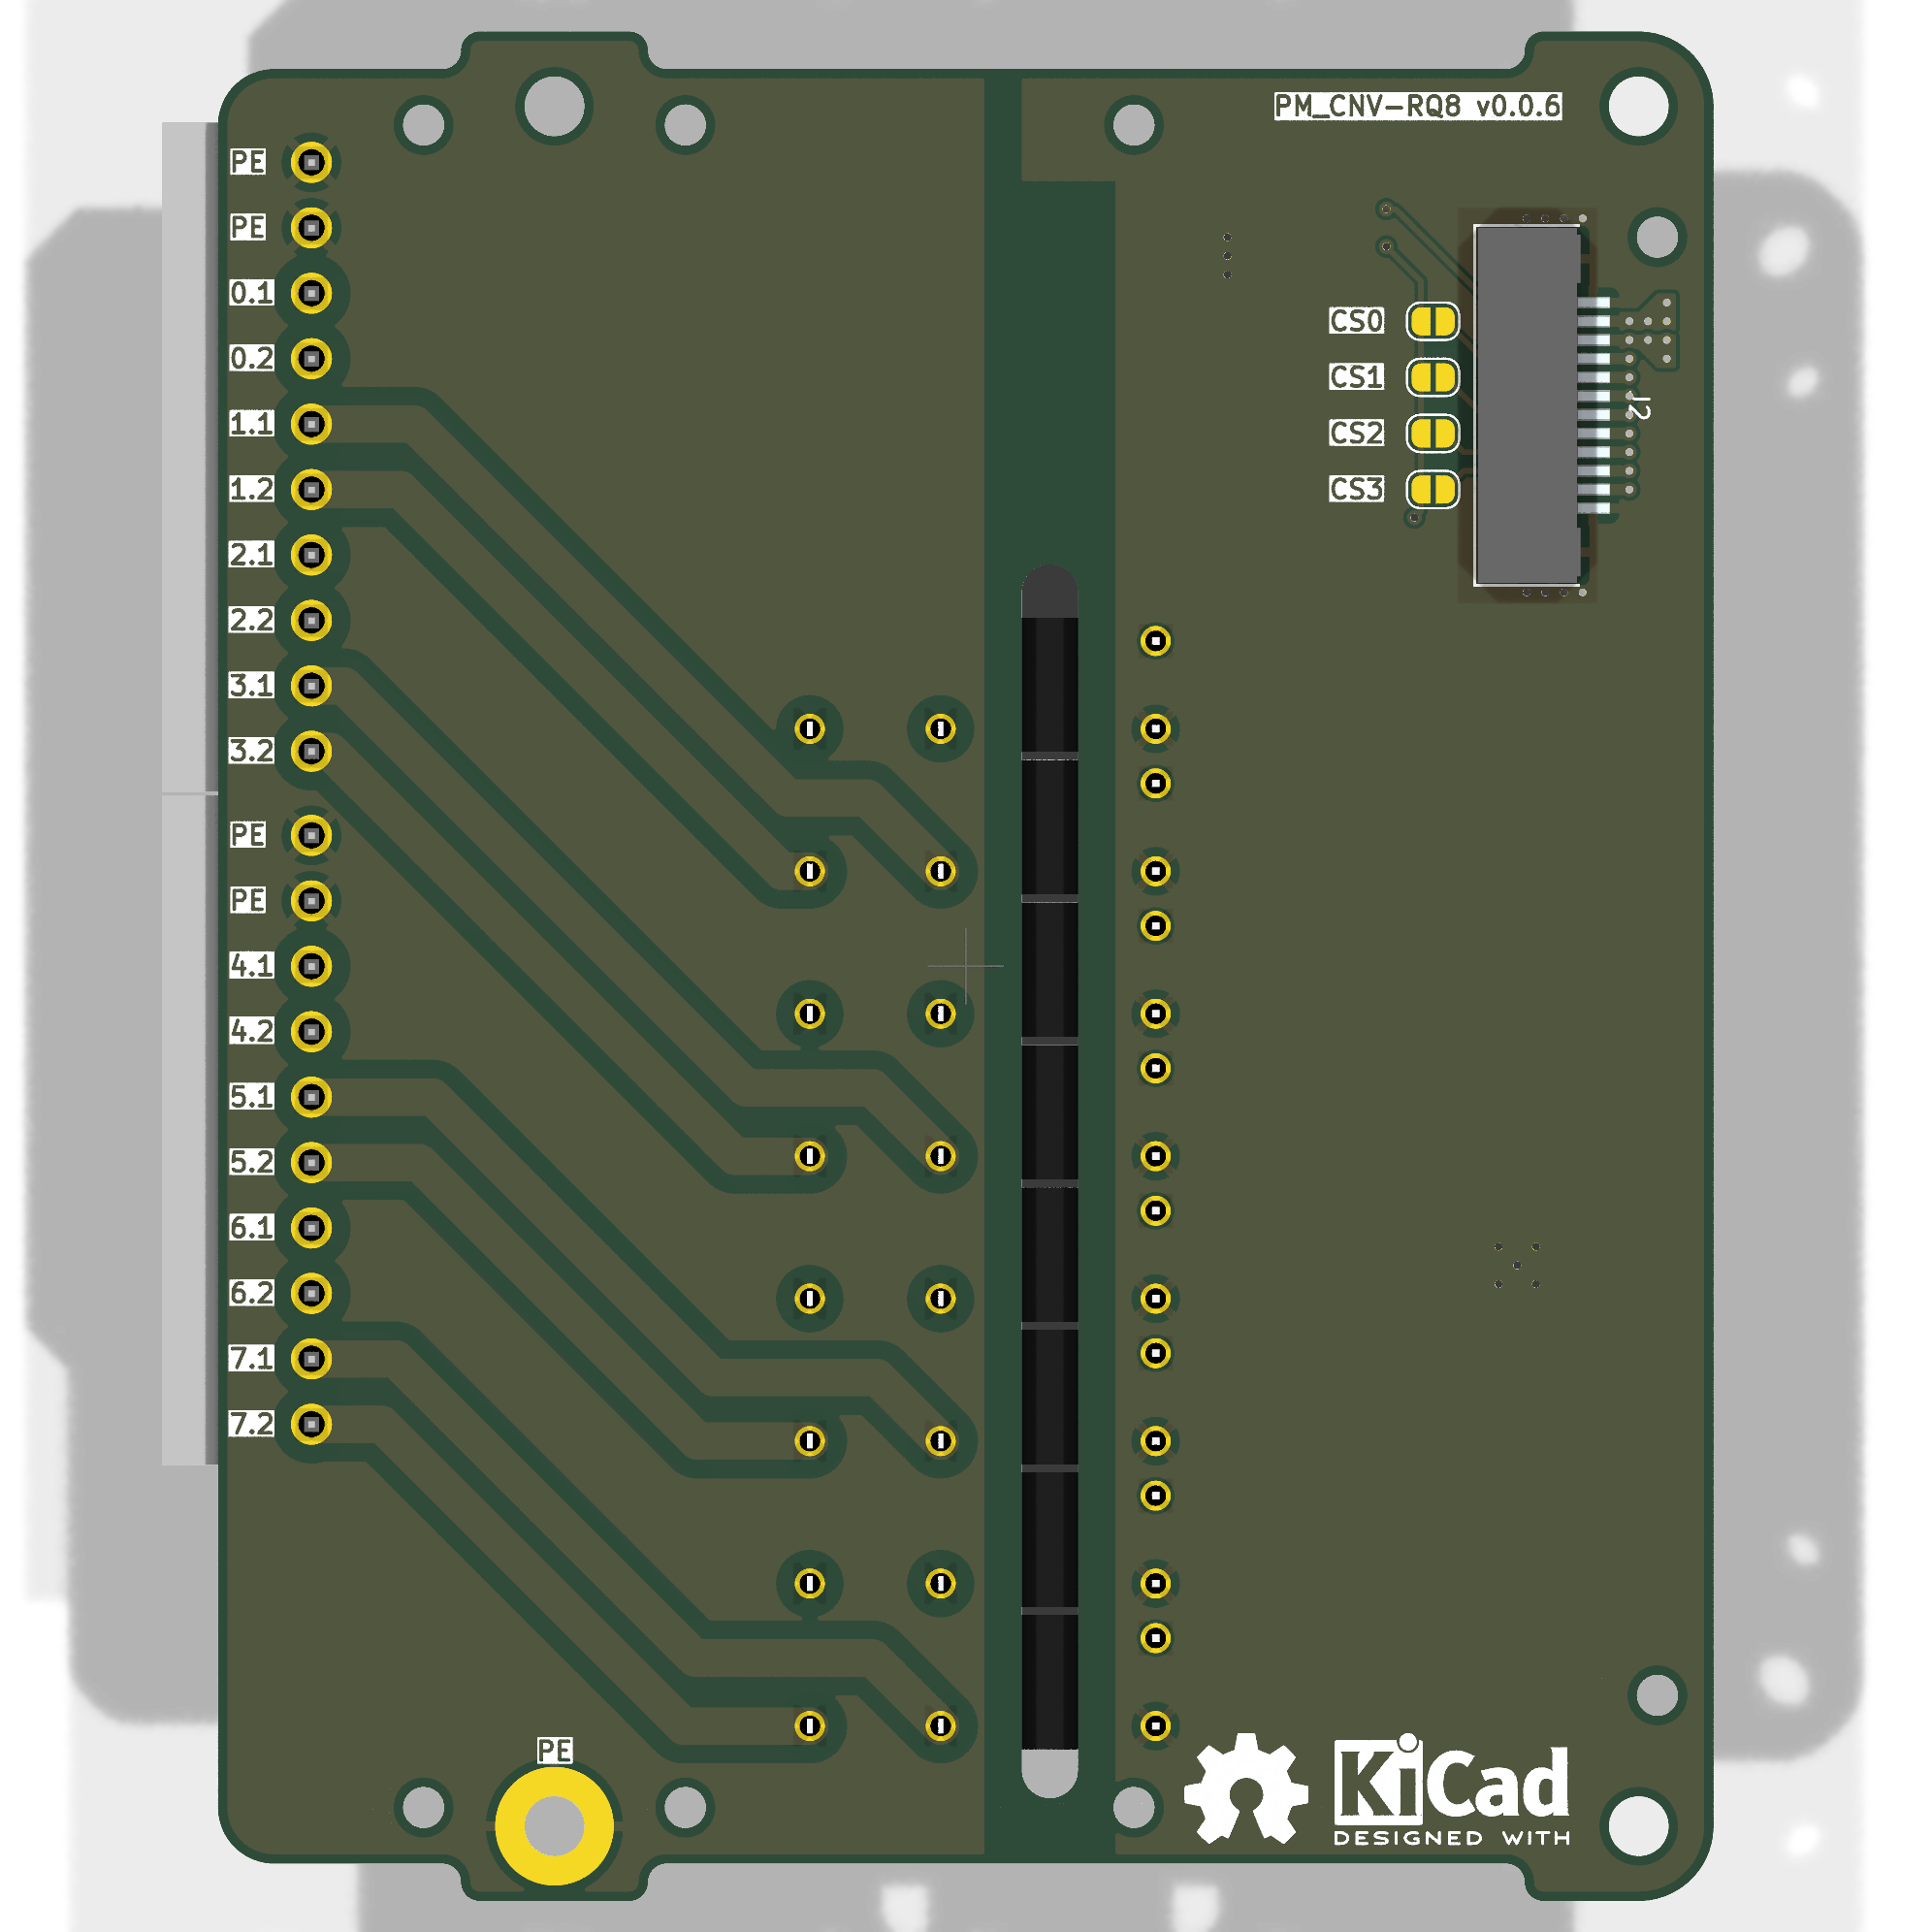 PM_CNV-RQ8 v0.0.6
PE
PE
0.1
0.2
1.1
1.2
2.1
2.2
3.1
3.2
PE
PE
4.1
4.2
5.1
5.2
6.1
6.2
7.1
7.2
CS0
CS1
CS2
CS3
J2
PE
KiCad
DESIGNED WITH